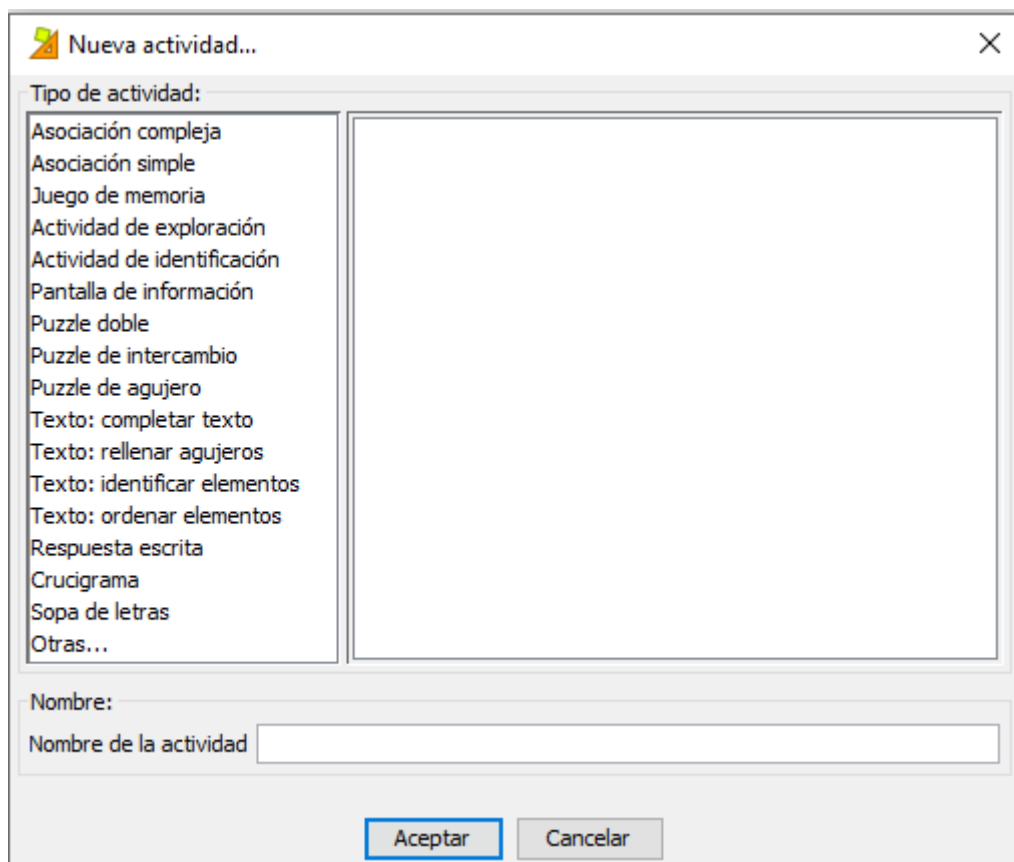 Nueva actividad...
Tipo de actividad:
Asociación compleja
Asociación simple
Juego de memoria
Actividad de exploración
Actividad de identificación
Pantalla de información
Puzzle doble
Puzzle de intercambio
Puzzle de agujero
Texto: completar texto
Texto: rellenar agujeros
Texto: identificar elementos
Texto: ordenar elementos
Respuesta escrita
Crucigrama
Sopa de letras
Otras...
Nombre:
Nombre de la actividad
Aceptar Cancelar